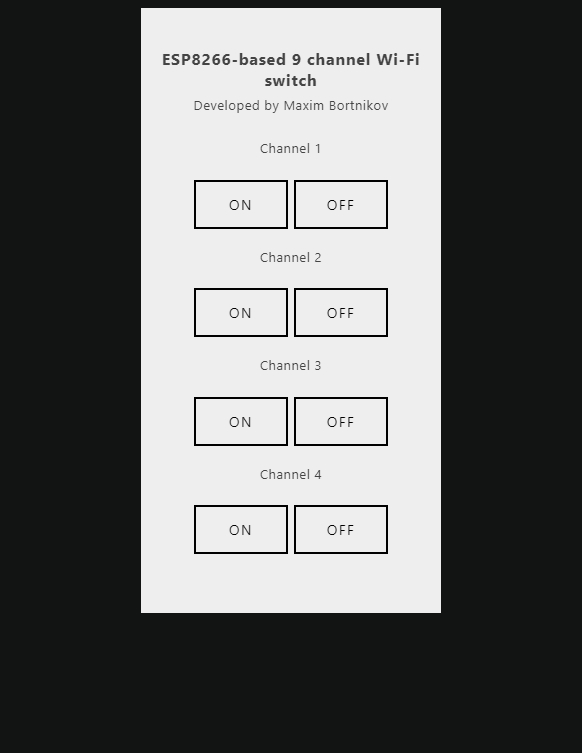 ESP8266-based 9 channel Wi-Fi
switch
Developed by Maxim Bortnikov
Channel 1
ON OFF
Channel 2
ON OFF
Channel 3
ON OFF
Channel 4
ON OFF